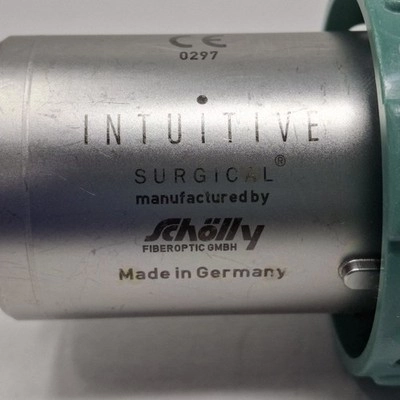 CE
0297
INTUITIVE
SURGICAL®
manufactured by
Schölly
FIBEROPTIC GMBH
Made in Germany